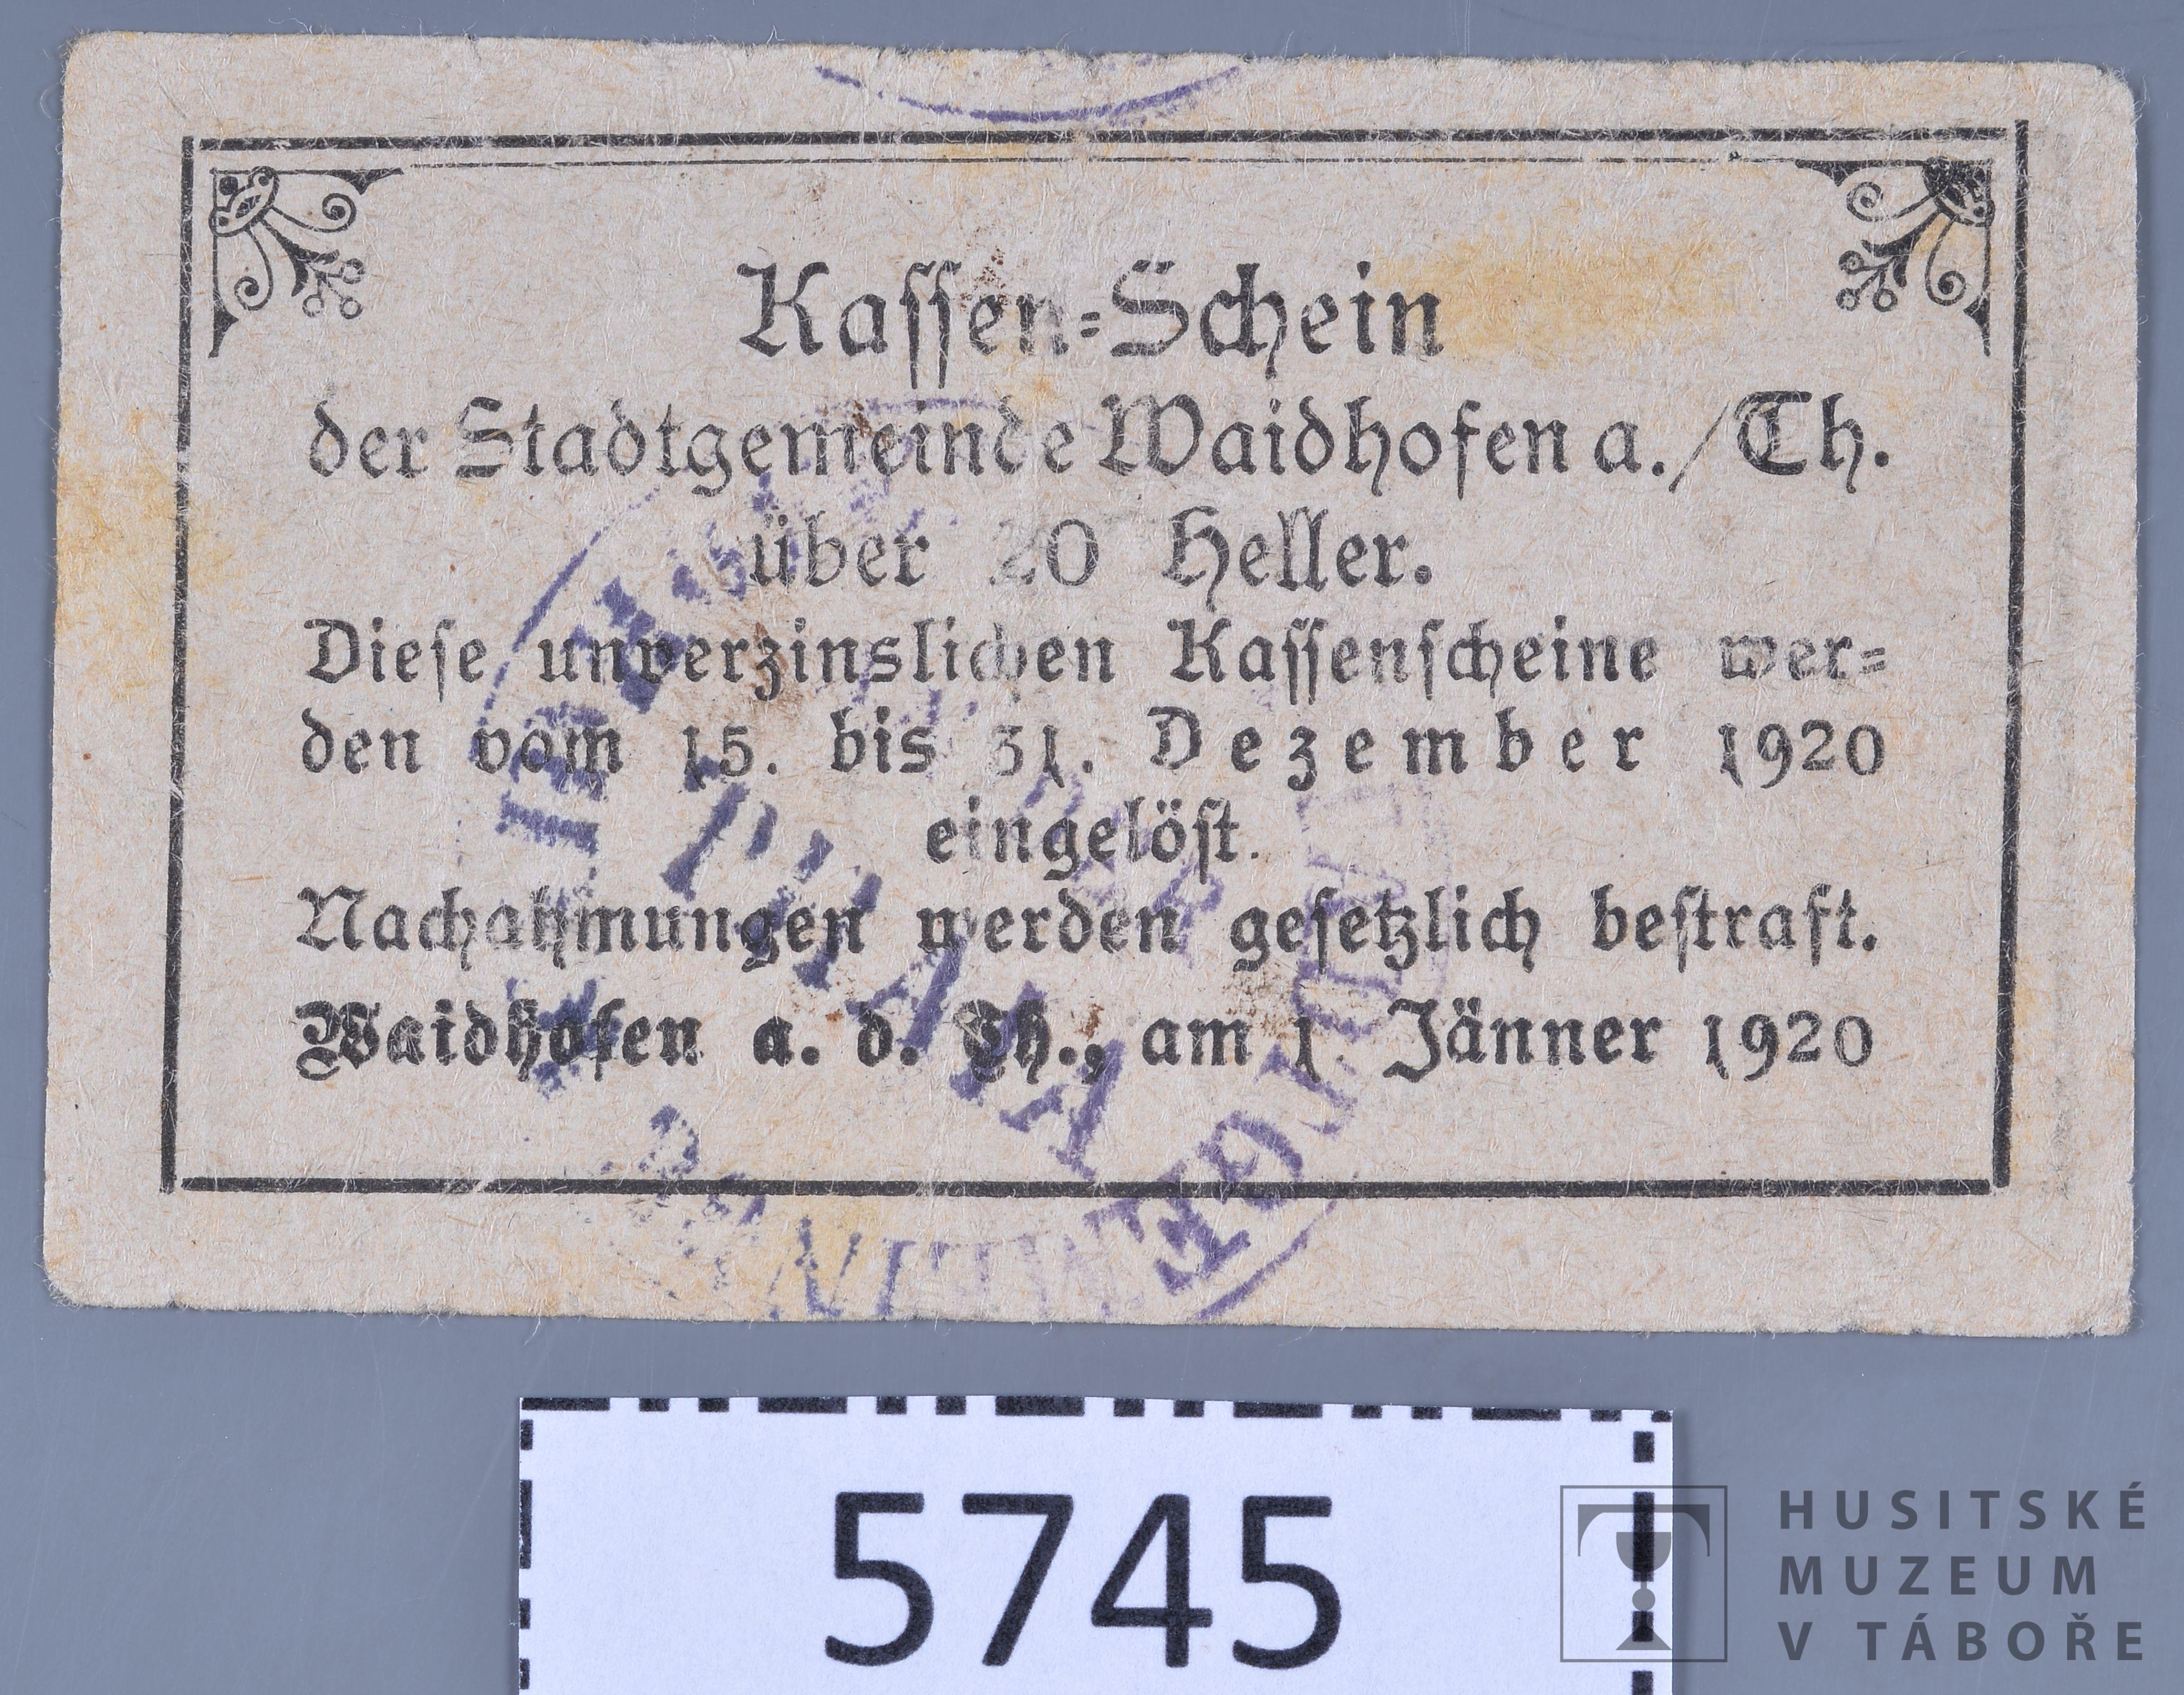 Kassen=Schein
der Stadtgemeinde Waidhofen a./Th.
über 20 Heller.
Diese unverzinslichen Kassenscheine wer=
den vom 15. bis 31. Dezember 1920
eingelöst.
Nachahmungen werden gesetzlich bestraft.
Waidhofen a. d. Th., am 1 Jänner 1920
5745
HUSITSKÉ
MUZEUM
V TÁBOŘE